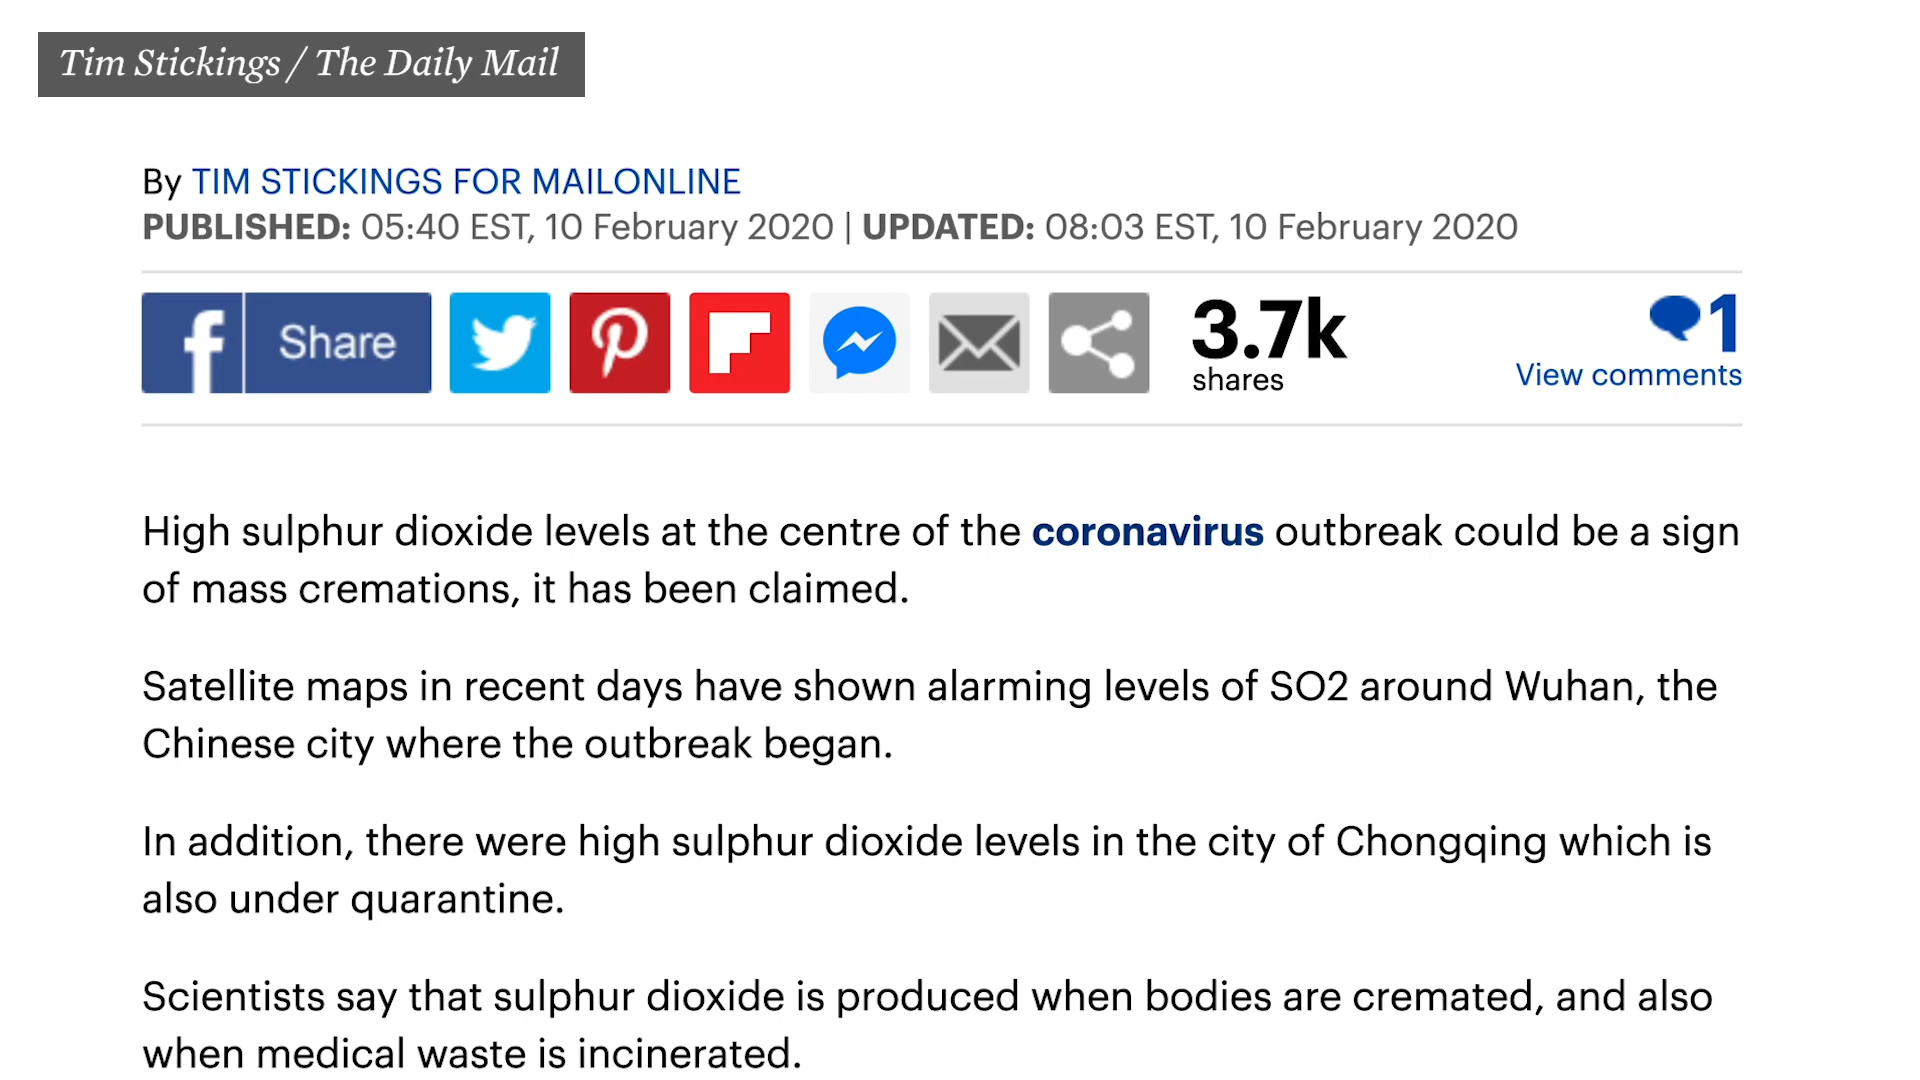 Tim Stickings / The Daily Mail
By TIM STICKINGS FOR MAILONLINE
PUBLISHED: 05:40 EST, 10 February 2020 | UPDATED: 08:03 EST, 10 February 2020
f Share
3.7k
shares
1
View comments
High sulphur dioxide levels at the centre of the coronavirus outbreak could be a sign
of mass cremations, it has been claimed.
Satellite maps in recent days have shown alarming levels of SO2 around Wuhan, the
Chinese city where the outbreak began.
In addition, there were high sulphur dioxide levels in the city of Chongqing which is
also under quarantine.
Scientists say that sulphur dioxide is produced when bodies are cremated, and also
when medical waste is incinerated.